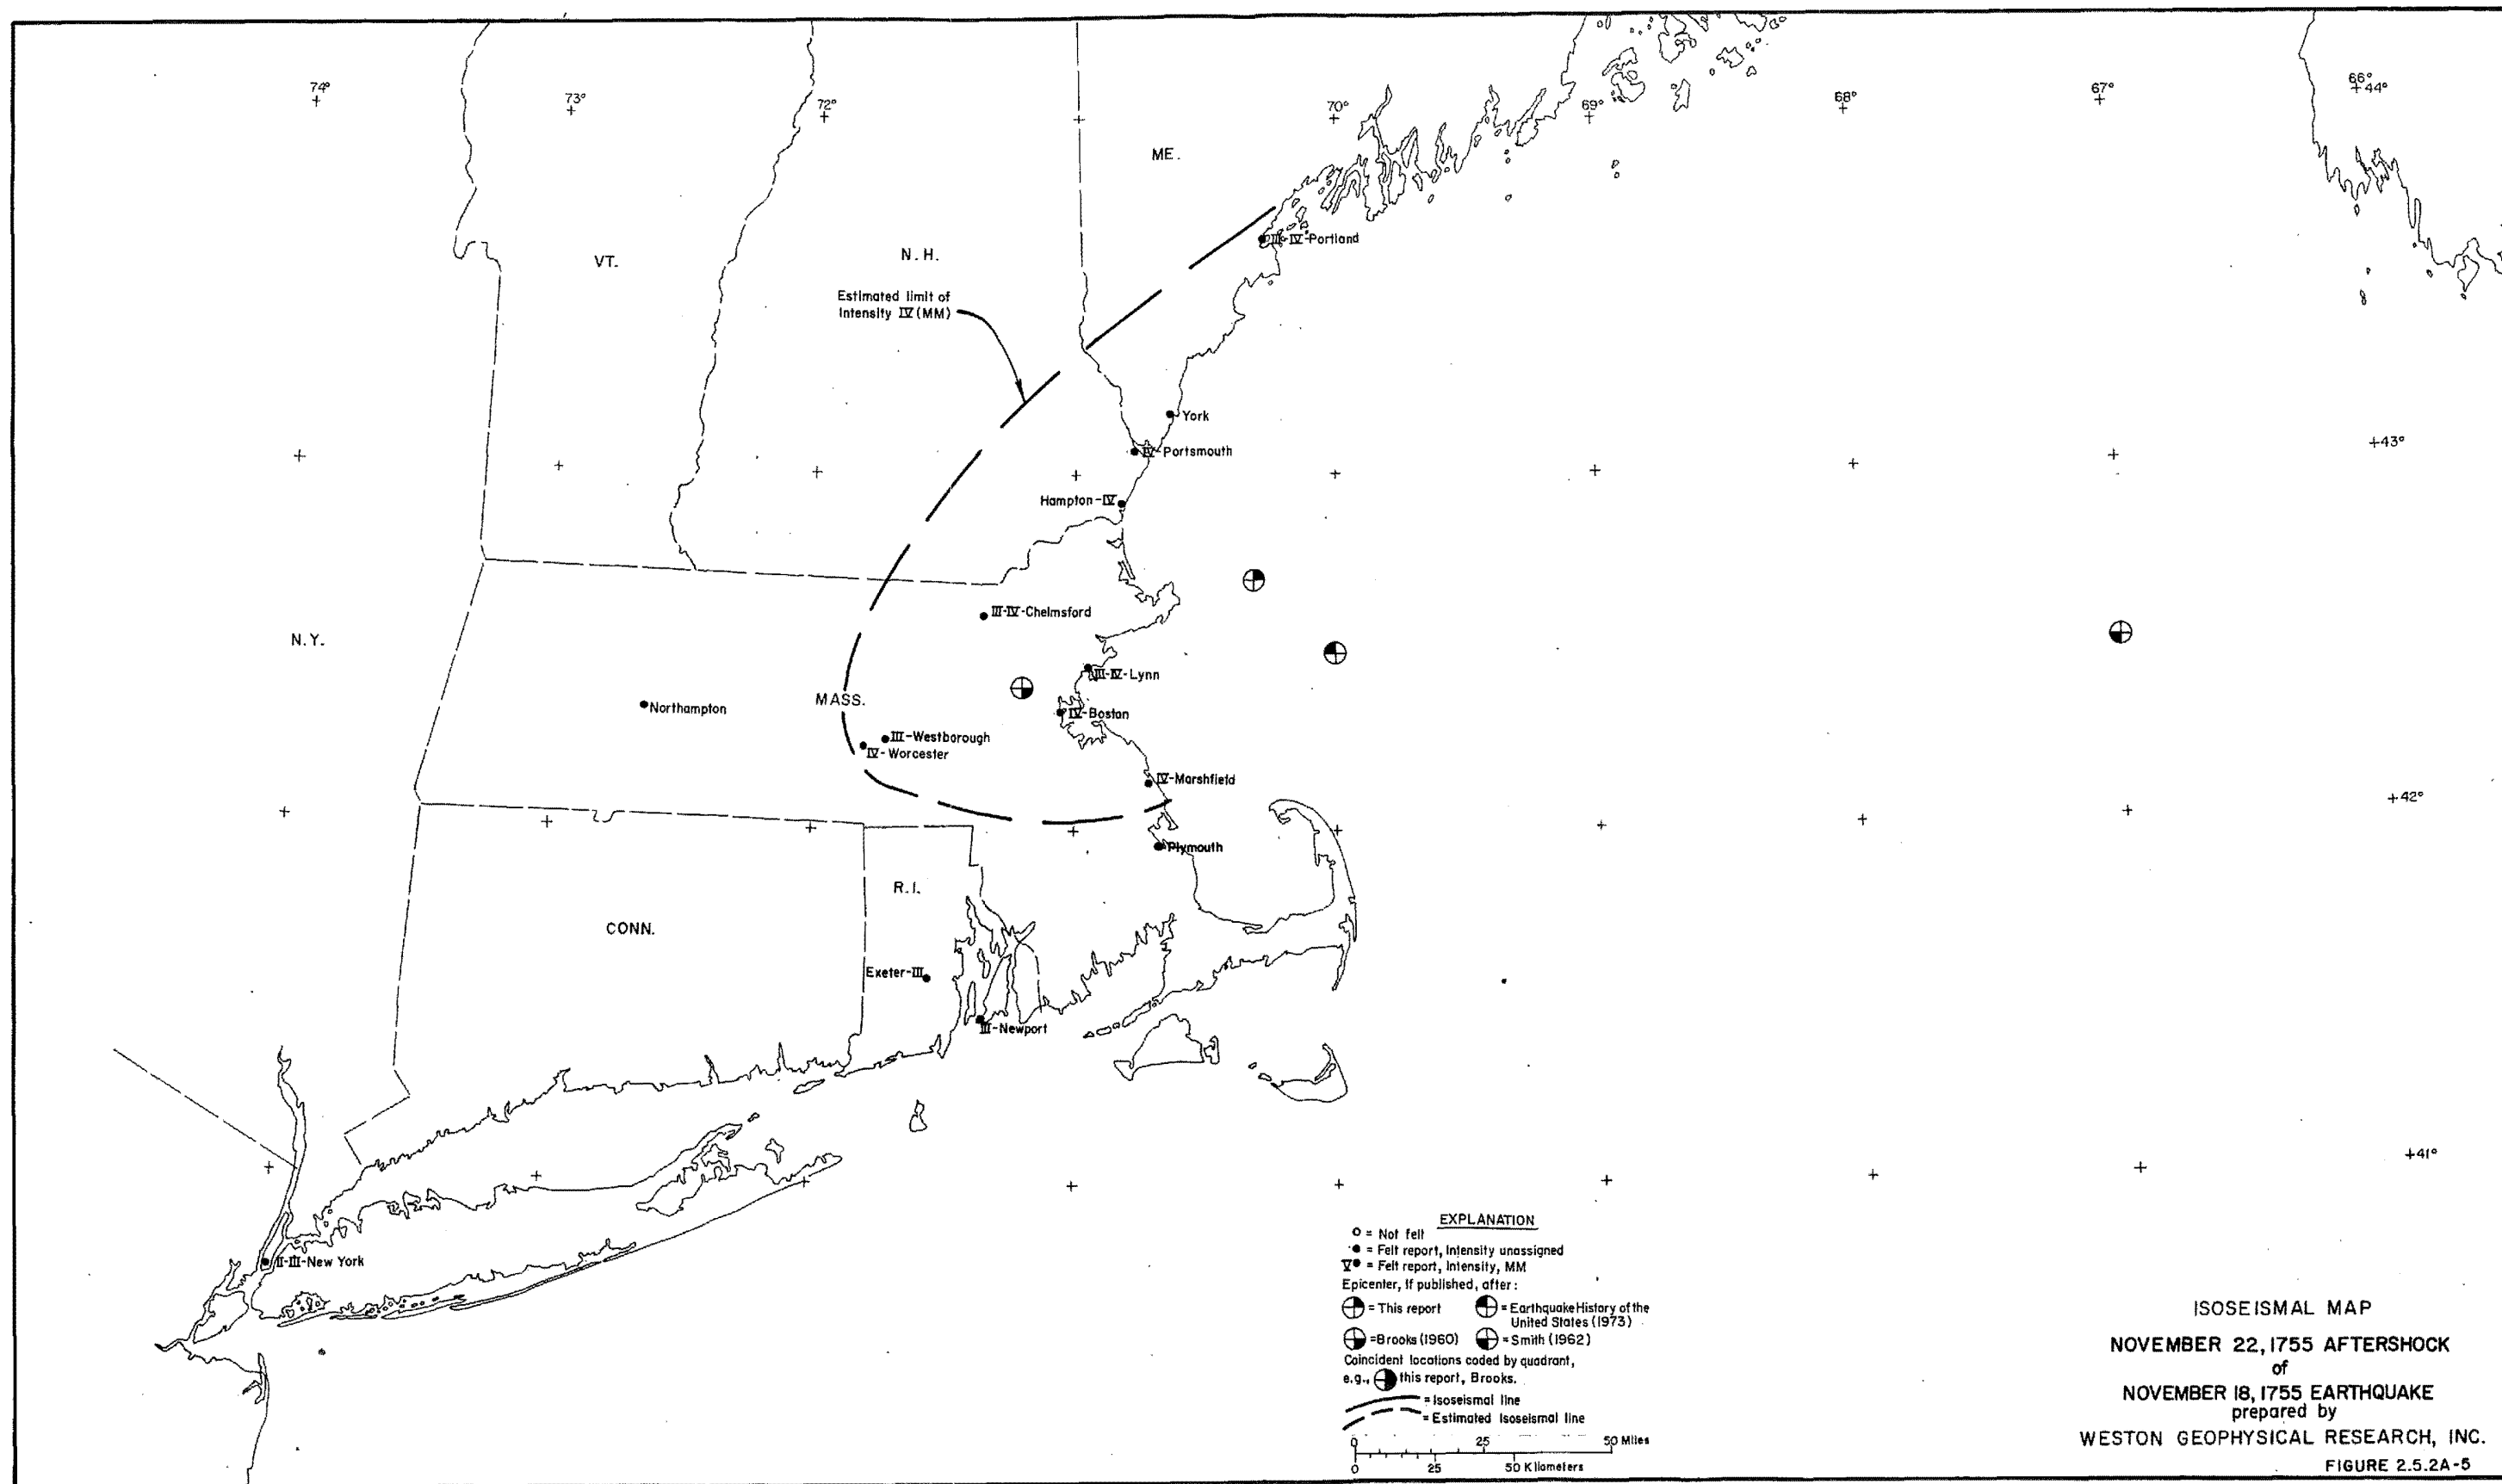 74°
73°
72°
70°
69°
68°
67°
66°
44°
ME.
VT.
N.H.
III-IV-Portland
Estimated limit of
Intensity IV (MM)
York
43°
IV-Portsmouth
Hampton-IV
III-IV-Chelmsford
N.Y.
III-IV-Lynn
MASS.
Northampton
IV-Boston
III-Westborough
IV-Worcester
IV-Marshfield
42°
Plymouth
R.I.
CONN.
Exeter-III
III-Newport
41°
II-III-New York
EXPLANATION
= Not felt
= Felt report, Intensity unassigned
V = Felt report, Intensity, MM
Epicenter, if published, after:
= This report
= Earthquake History of the
United States (1973)
= Brooks (1960)
= Smith (1962)
Coincident locations coded by quadrant,
e.g., this report, Brooks.
= Isoseismal line
= Estimated Isoseismal line
0 25 50 Miles
0 25 50 Kilometers
ISOSEISMAL MAP
NOVEMBER 22, 1755 AFTERSHOCK
of
NOVEMBER 18, 1755 EARTHQUAKE
prepared by
WESTON GEOPHYSICAL RESEARCH, INC.
FIGURE 2.5.2A-5